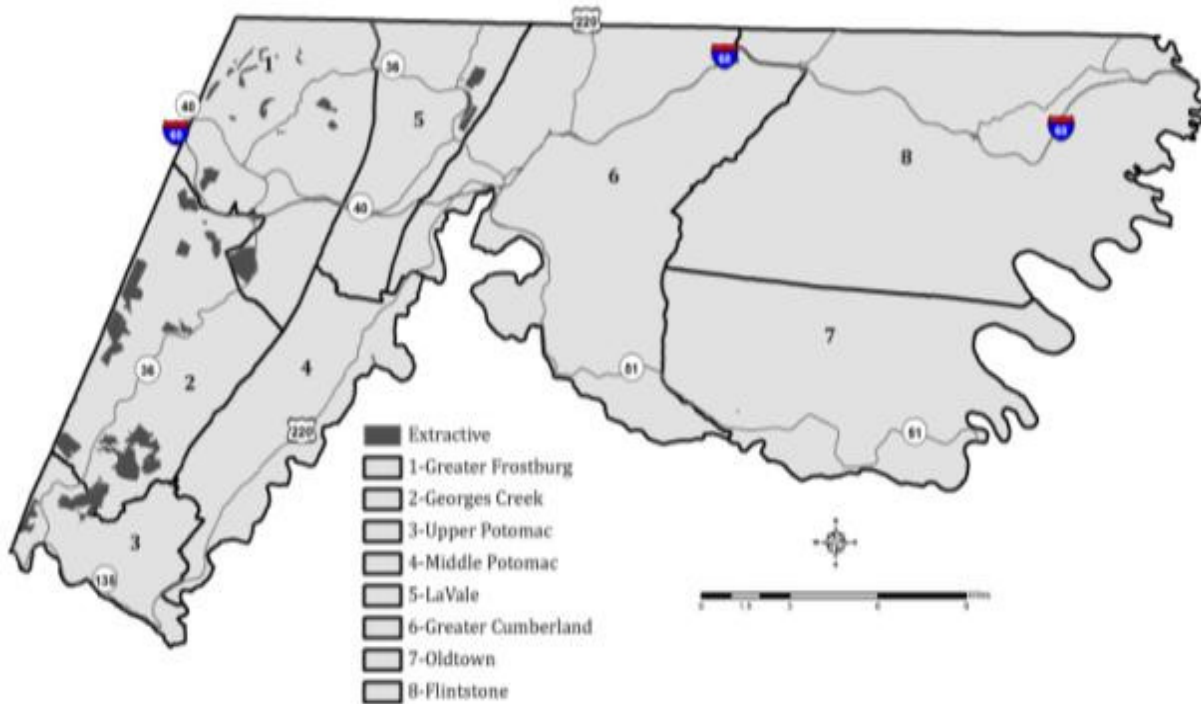 220
1
36
68
40
68
5
8
68
6
40
7
36
2
4
51
220
51
Extractive
1-Greater Frostburg
2-Georges Creek
3-Upper Potomac
4-Middle Potomac
5-LaVale
6-Greater Cumberland
7-Oldtown
8-Flintstone
3
135
0